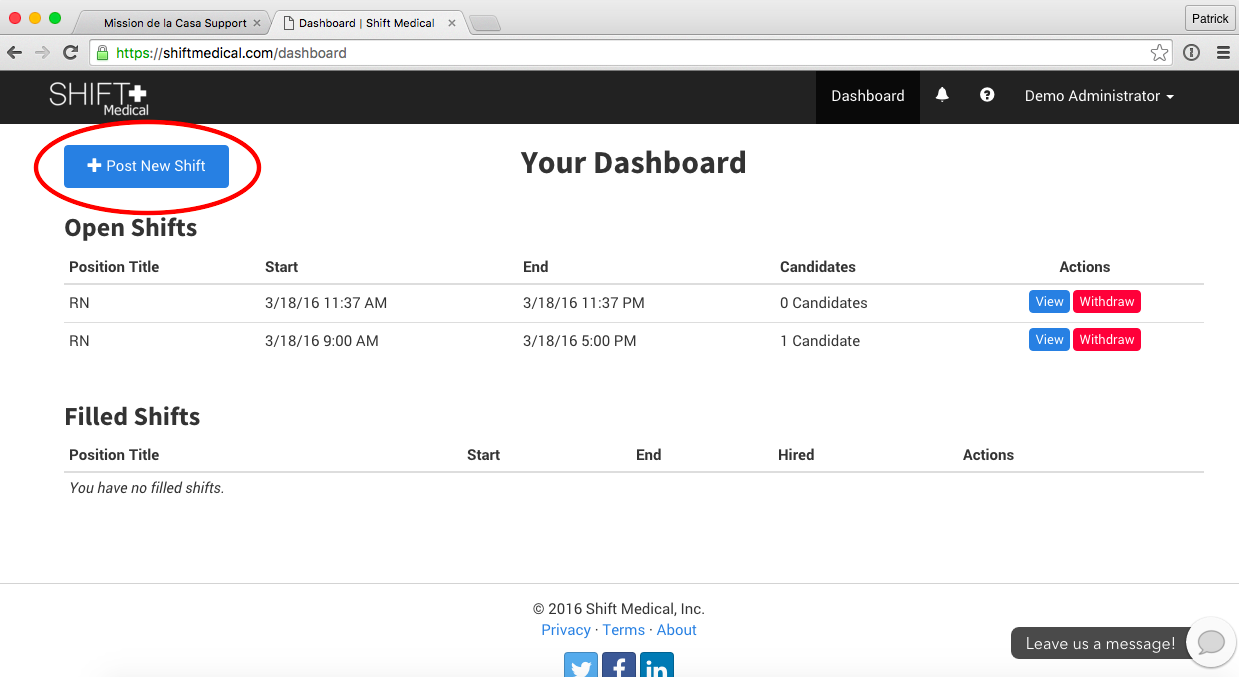 Mission de la Casa Support
Dashboard | Shift Medical
Patrick
https://shiftmedical.com/dashboard
SHIFT
Medical
Dashboard
Demo Administrator
Post New Shift
Your Dashboard
Open Shifts
Position Title Start End Candidates Actions
RN 3/18/16 11:37 AM 3/18/16 11:37 PM 0 Candidates View Withdraw
RN 3/18/16 9:00 AM 3/18/16 5:00 PM 1 Candidate View Withdraw
Filled Shifts
Position Title Start End Hired Actions
You have no filled shifts.
© 2016 Shift Medical, Inc.
Privacy · Terms · About
Leave us a message!